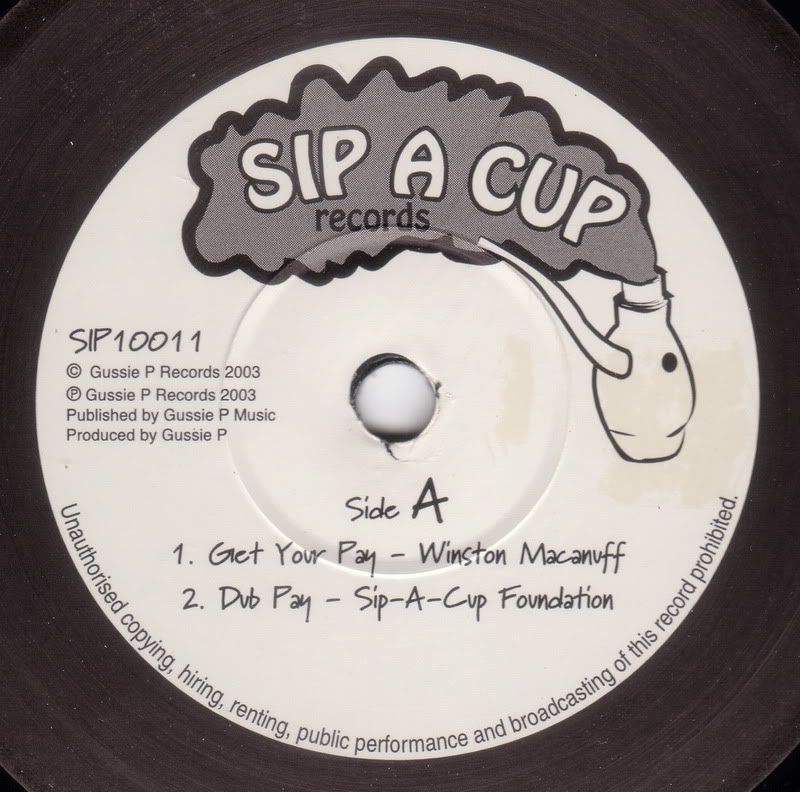 SIP A CUP
records
SIP10011
© Gussie P Records 2003
℗ Gussie P Records 2003
Published by Gussie P Music
Produced by Gussie P
Side A
1. Get Your Pay - Winston Macanuff
2. Dub Pay - Sip-A-Cup Foundation
Unauthorised copying, hiring, renting, public performance and broadcasting of this record prohibited.